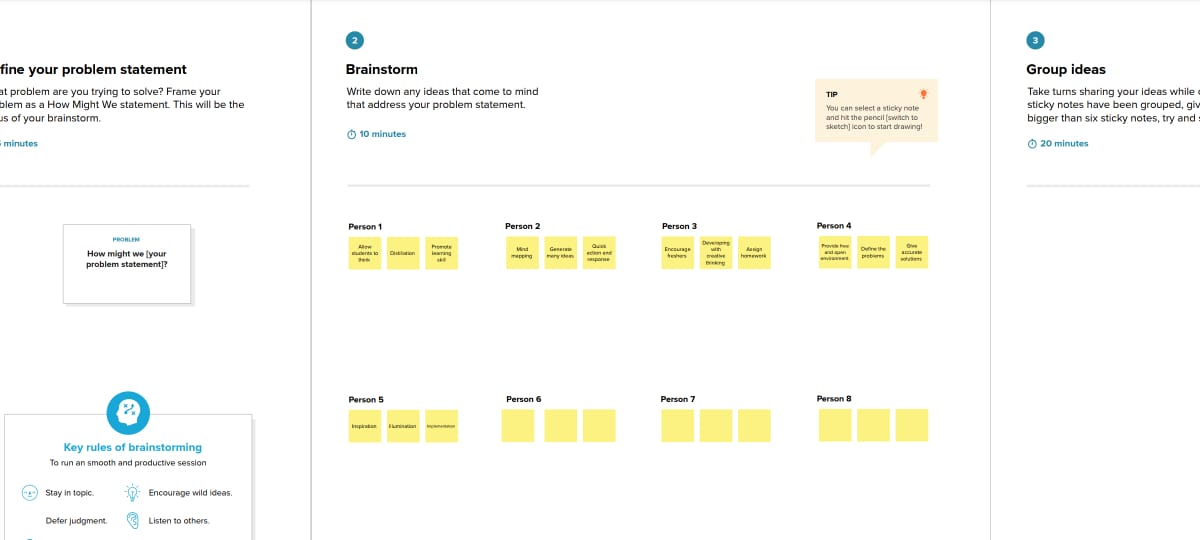 fine your problem statement
at problem are you trying to solve? Frame your
blem as a How Might We statement. This will be the
us of your brainstorm.
minutes
PROBLEM
How might we [your
problem statement]?
Key rules of brainstorming
To run an smooth and productive session
Stay in topic.
Encourage wild ideas.
Defer judgment.
Listen to others.
2
Brainstorm
Write down any ideas that come to mind
that address your problem statement.
10 minutes
TIP
You can select a sticky note
and hit the pencil [switch to
sketch] icon to start drawing!
Person 1
Allow
students to
think
Distillation
Promote
learning
skill
Person 2
Mind
mapping
Generate
many ideas
Quick
action and
response
Person 3
Encourage
freshers
Developing
with
creative
thinking
Assign
homework
Person 4
Provide free
and open
environment
Define the
problems
Give
accurate
solutions
Person 5
Inspiration
Illumination
Implementation
Person 6
Person 7
Person 8
3
Group ideas
Take turns sharing your ideas while
sticky notes have been grouped, giv
bigger than six sticky notes, try and
20 minutes